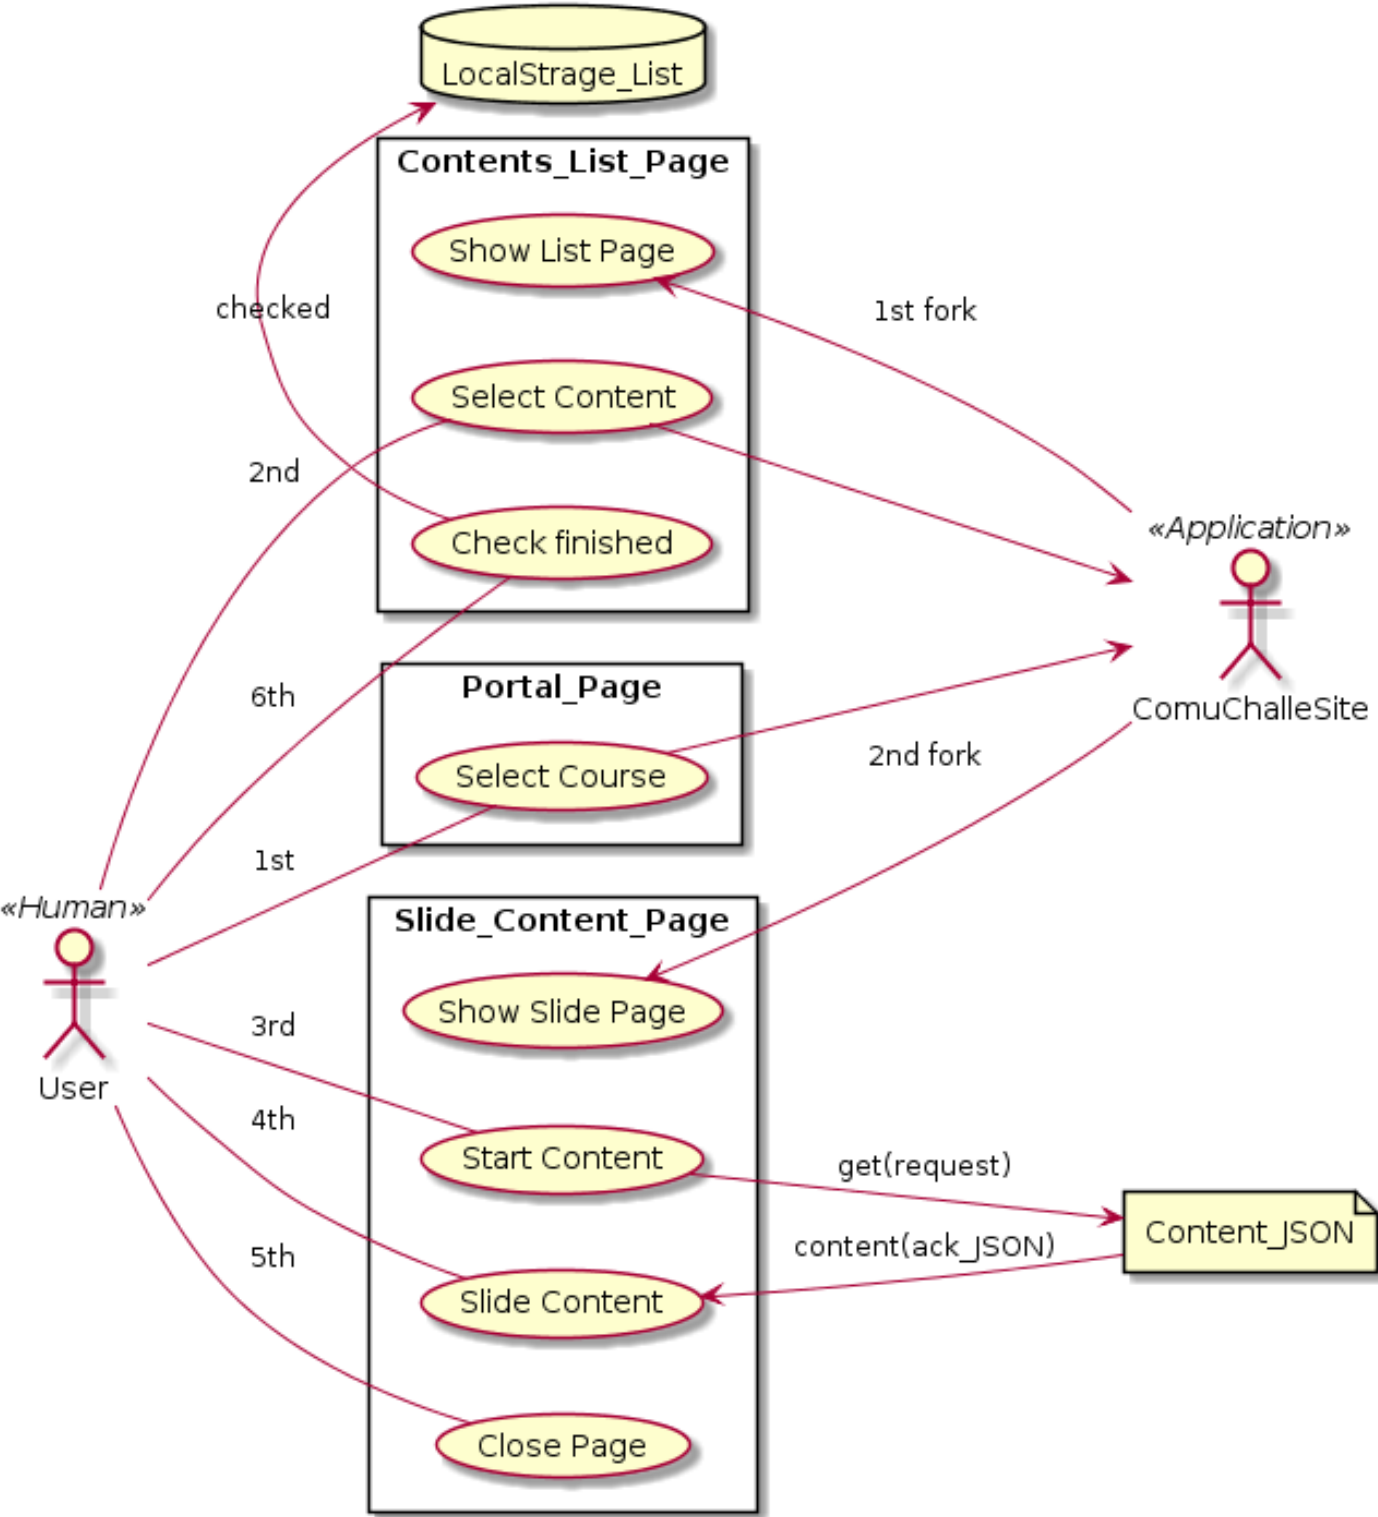 LocalStrage_List
Contents_List_Page
Show List Page
1st fork
checked
Select Content
2nd
«Application»
Check finished
6th
Portal_Page
ComuChalleSite
2nd fork
Select Course
1st
«Human»
Slide_Content_Page
Show Slide Page
3rd
User
4th
Start Content
get(request)
Content_JSON
content(ack_JSON)
5th
Slide Content
Close Page